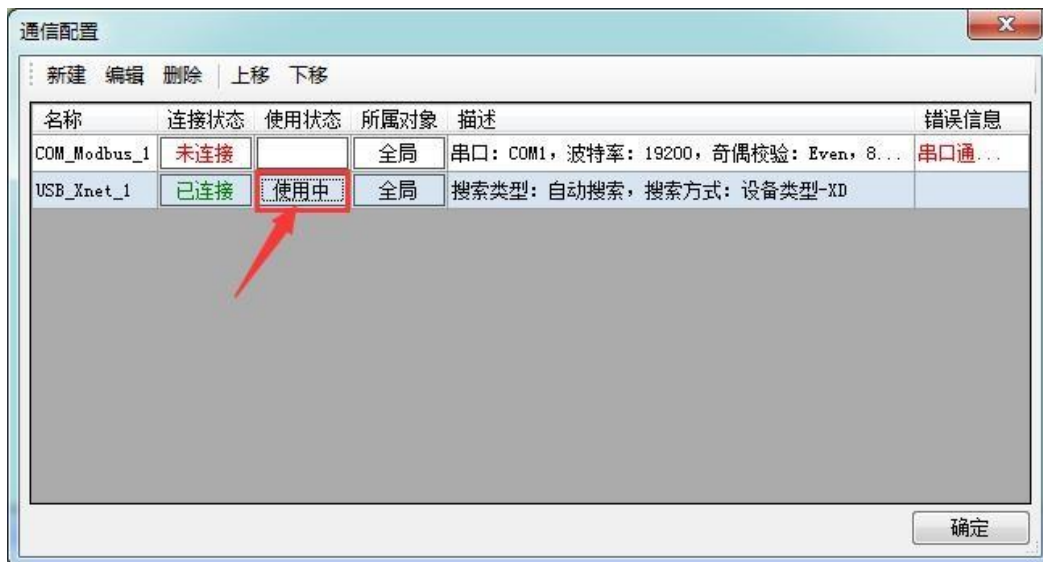 通信配置
新建 编辑 删除 上移 下移
名称 连接状态 使用状态 所属对象 描述 错误信息
COM_Modbus_1 未连接 全局 串口: COM1，波特率: 19200，奇偶校验: Even，8... 串口通...
USB_Xnet_1 已连接 使用中 全局 搜索类型: 自动搜索，搜索方式: 设备类型-XD
确定